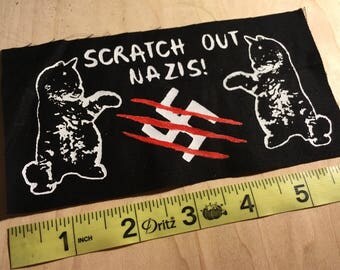 SCRATCH OUT
NAZIS!
1 INCH 2 Dritz 3 4 5